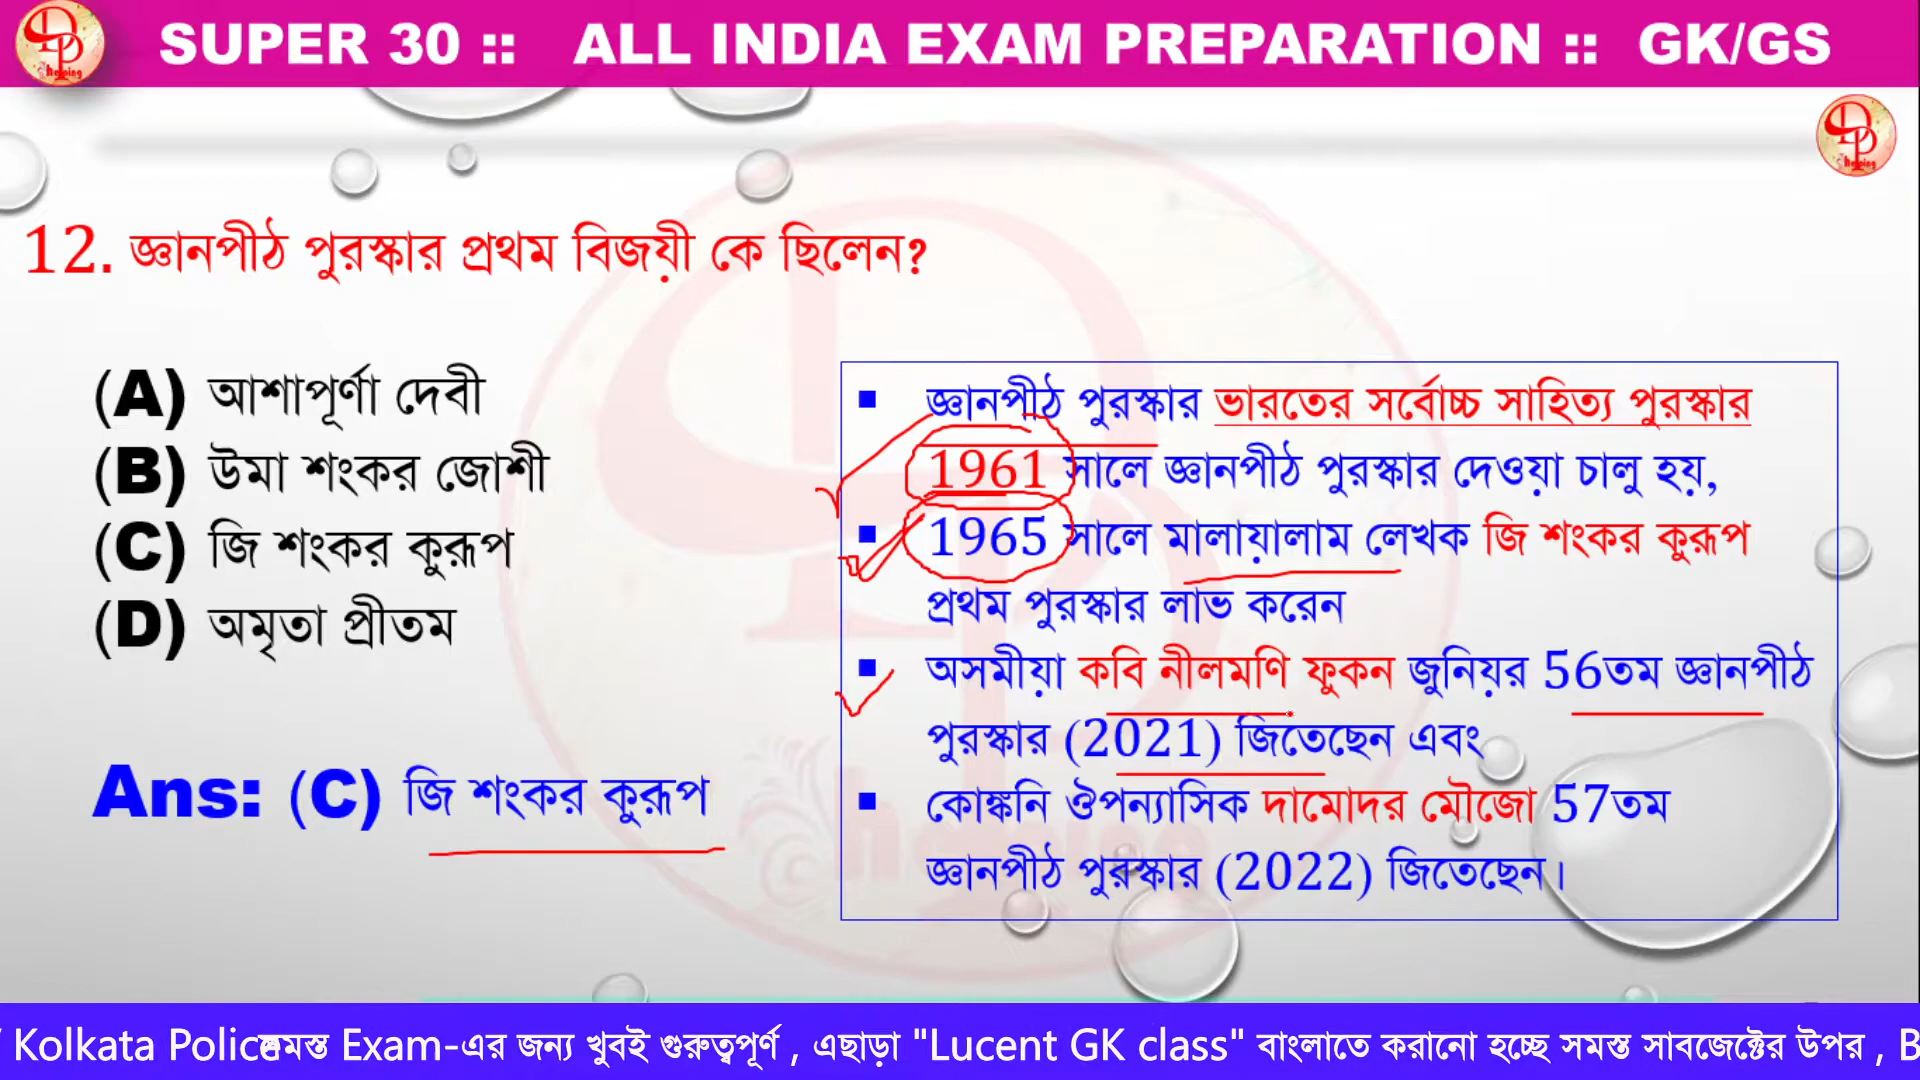 SUPER 30 :: ALL INDIA EXAM PREPARATION :: GK/GS
12. জ্ঞানপীঠ পুরস্কার প্রথম বিজয়ী কে ছিলেন?
(A) আশাপূর্ণা দেবী
(B) উমা শংকর জোশী
(C) জি শংকর কুরূপ
(D) অমৃতা প্রীতম
Ans: (C) জি শংকর কুরূপ
▪ জ্ঞানপীঠ পুরস্কার ভারতের সর্বোচ্চ সাহিত্য পুরস্কার
1961 সালে জ্ঞানপীঠ পুরস্কার দেওয়া চালু হয়,
▪ 1965 সালে মালায়ালাম লেখক জি শংকর কুরূপ
প্রথম পুরস্কার লাভ করেন
▪ অসমীয়া কবি নীলমণি ফুকন জুনিয়র 56তম জ্ঞানপীঠ
পুরস্কার (2021) জিতেছেন এবং
▪ কোঙ্কনি ঔপন্যাসিক দামোদর মৌজো 57তম
জ্ঞানপীঠ পুরস্কার (2022) জিতেছেন।
Kolkata Police সমস্ত Exam-এর জন্য খুবই গুরুত্বপূর্ণ , এছাড়া "Lucent GK class" বাংলাতে করানো হচ্ছে সমস্ত সাবজেক্টের উপর , B